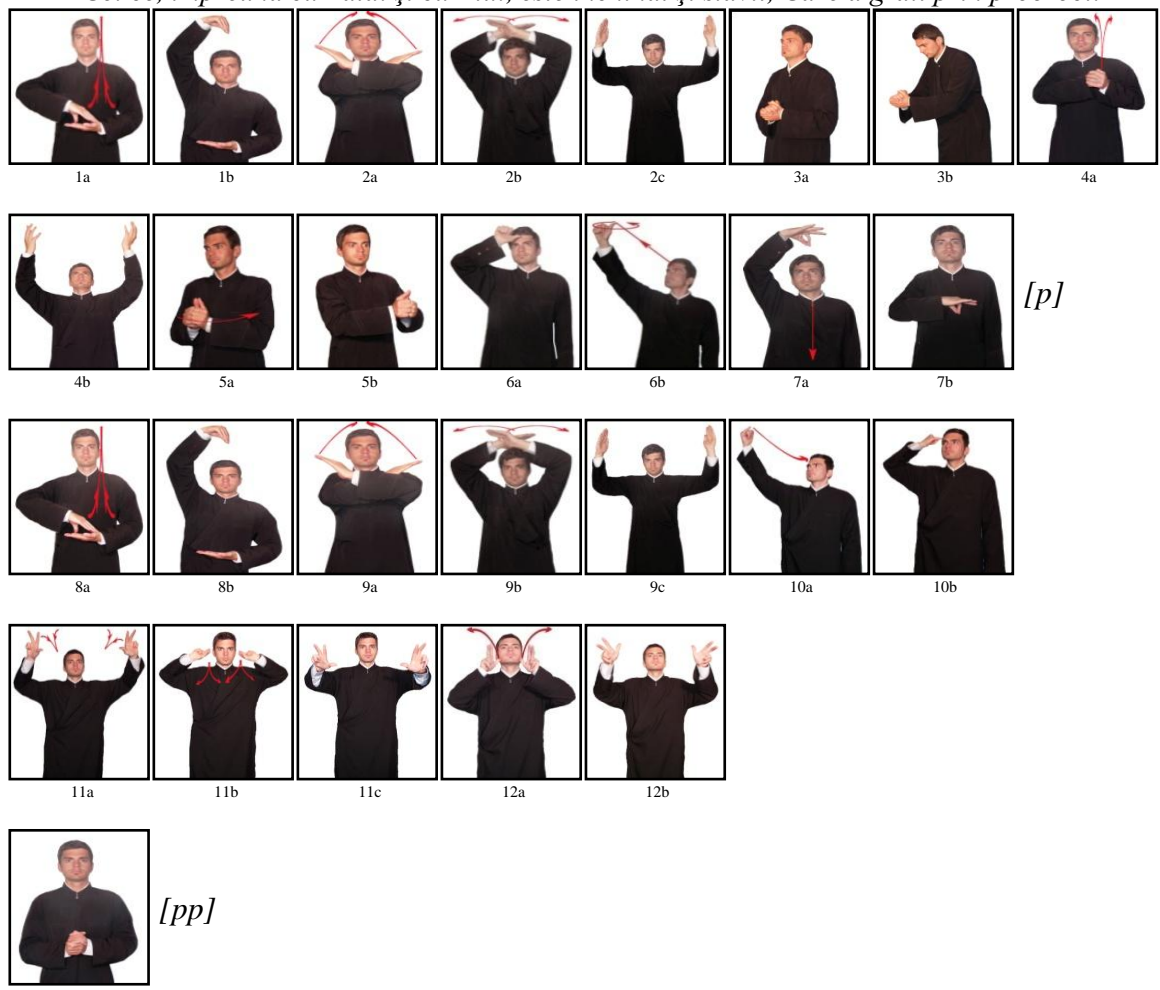 1a 1b 2a 2b 2c 3a 3b 4a
4b 5a 5b 6a 6b 7a 7b [p]
8a 8b 9a 9b 9c 10a 10b
11a 11b 11c 12a 12b
[pp]